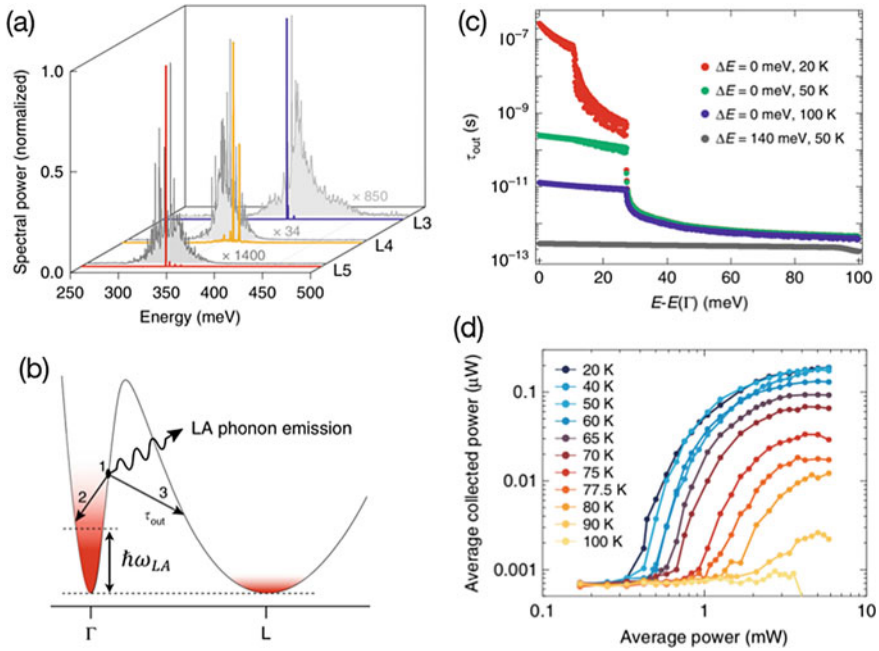 (a)
Spectral power (normalized)
1.0
0.5
0.0
× 850
× 34
× 1400
L3
L4
L5
250 300 350 400 450 500
Energy (meV)
(b)
LA phonon emission
1
2
3
τout
ℏωLA
Γ L
(c)
τout (s)
10⁻⁷
10⁻⁹
10⁻¹¹
10⁻¹³
ΔE = 0 meV, 20 K
ΔE = 0 meV, 50 K
ΔE = 0 meV, 100 K
ΔE = 140 meV, 50 K
0 20 40 60 80 100
E-E(Γ) (meV)
(d)
Average collected power (μW)
0.1
0.01
0.001
20 K
40 K
50 K
60 K
65 K
70 K
75 K
77.5 K
80 K
90 K
100 K
0.1 1 10
Average power (mW)